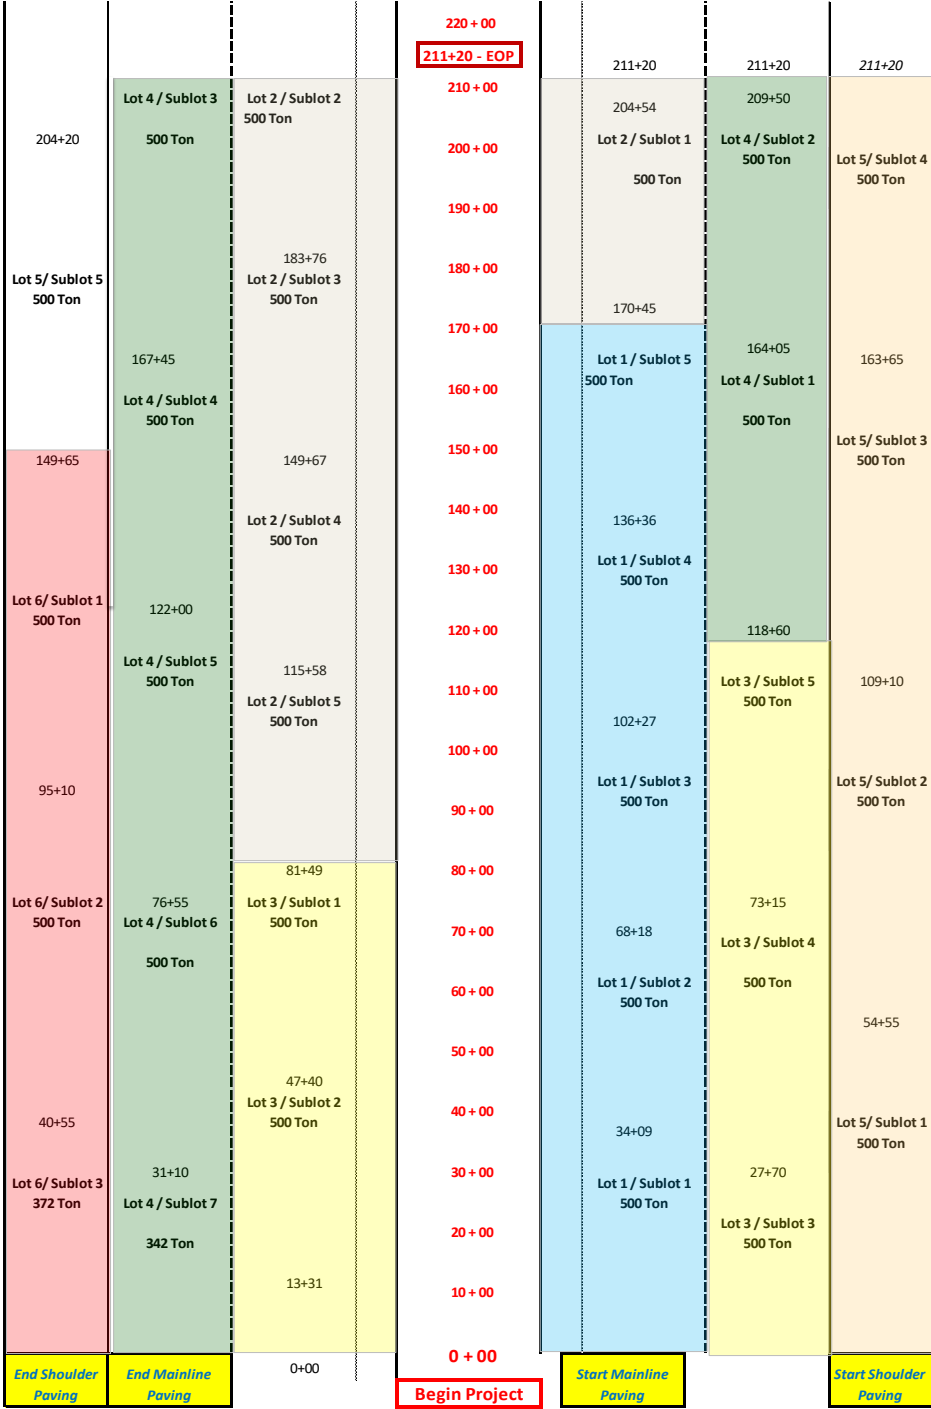 220 + 00
211+20 - EOP
211+20
211+20
211+20
Lot 4 / Sublot 3
Lot 2 / Sublot 2
500 Ton
210 + 00
204+54
209+50
204+20
500 Ton
200 + 00
Lot 2 / Sublot 1
Lot 4 / Sublot 2
500 Ton
Lot 5/ Sublot 4
500 Ton
500 Ton
190 + 00
183+76
180 + 00
Lot 5/ Sublot 5
500 Ton
Lot 2 / Sublot 3
500 Ton
170+45
170 + 00
167+45
Lot 1 / Sublot 5
500 Ton
164+05
163+65
Lot 4 / Sublot 4
500 Ton
160 + 00
Lot 4 / Sublot 1
500 Ton
150 + 00
Lot 5/ Sublot 3
500 Ton
149+65
149+67
140 + 00
Lot 2 / Sublot 4
500 Ton
136+36
130 + 00
Lot 1 / Sublot 4
500 Ton
Lot 6/ Sublot 1
500 Ton
122+00
120 + 00
118+60
Lot 4 / Sublot 5
500 Ton
115+58
110 + 00
Lot 3 / Sublot 5
500 Ton
109+10
Lot 2 / Sublot 5
500 Ton
102+27
100 + 00
95+10
90 + 00
Lot 1 / Sublot 3
500 Ton
Lot 5/ Sublot 2
500 Ton
81+49
80 + 00
Lot 6/ Sublot 2
500 Ton
76+55
Lot 4 / Sublot 6
500 Ton
Lot 3 / Sublot 1
500 Ton
70 + 00
68+18
73+15
Lot 3 / Sublot 4
500 Ton
60 + 00
Lot 1 / Sublot 2
500 Ton
54+55
50 + 00
47+40
Lot 3 / Sublot 2
500 Ton
40+55
40 + 00
34+09
Lot 5/ Sublot 1
500 Ton
Lot 6/ Sublot 3
372 Ton
31+10
Lot 4 / Sublot 7
342 Ton
30 + 00
Lot 1 / Sublot 1
500 Ton
27+70
Lot 3 / Sublot 3
500 Ton
20 + 00
13+31
10 + 00
0 + 00
End Shoulder
Paving
End Mainline
Paving
0+00
Begin Project
Start Mainline
Paving
Start Shoulder
Paving